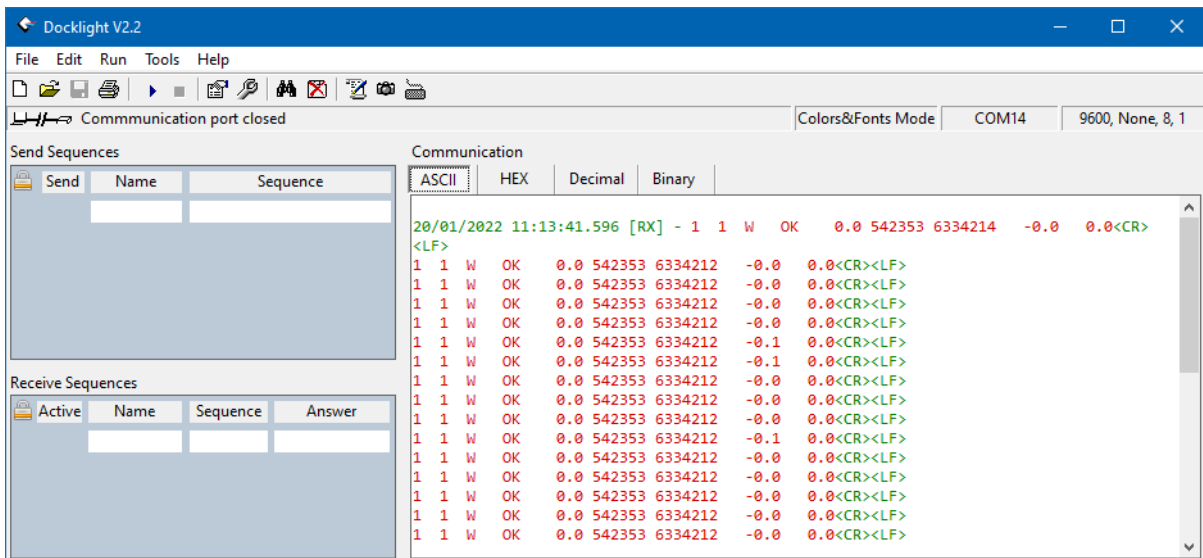 Docklight V2.2
File Edit Run Tools Help
Commmunication port closed
Colors&Fonts Mode COM14 9600, None, 8, 1
Send Sequences
Send Name Sequence
Receive Sequences
Active Name Sequence Answer
Communication
ASCII HEX Decimal Binary
20/01/2022 11:13:41.596 [RX] - 1  1  W   OK     0.0 542353 6334214   -0.0   0.0<CR>
<LF>
1  1  W   OK     0.0 542353 6334212   -0.0   0.0<CR><LF>
1  1  W   OK     0.0 542353 6334212   -0.0   0.0<CR><LF>
1  1  W   OK     0.0 542353 6334212   -0.0   0.0<CR><LF>
1  1  W   OK     0.0 542353 6334212   -0.0   0.0<CR><LF>
1  1  W   OK     0.0 542353 6334212   -0.1   0.0<CR><LF>
1  1  W   OK     0.0 542353 6334212   -0.1   0.0<CR><LF>
1  1  W   OK     0.0 542353 6334212   -0.0   0.0<CR><LF>
1  1  W   OK     0.0 542353 6334212   -0.0   0.0<CR><LF>
1  1  W   OK     0.0 542353 6334212   -0.0   0.0<CR><LF>
1  1  W   OK     0.0 542353 6334212   -0.1   0.0<CR><LF>
1  1  W   OK     0.0 542353 6334212   -0.0   0.0<CR><LF>
1  1  W   OK     0.0 542353 6334212   -0.0   0.0<CR><LF>
1  1  W   OK     0.0 542353 6334212   -0.0   0.0<CR><LF>
1  1  W   OK     0.0 542353 6334212   -0.0   0.0<CR><LF>
1  1  W   OK     0.0 542353 6334212   -0.0   0.0<CR><LF>